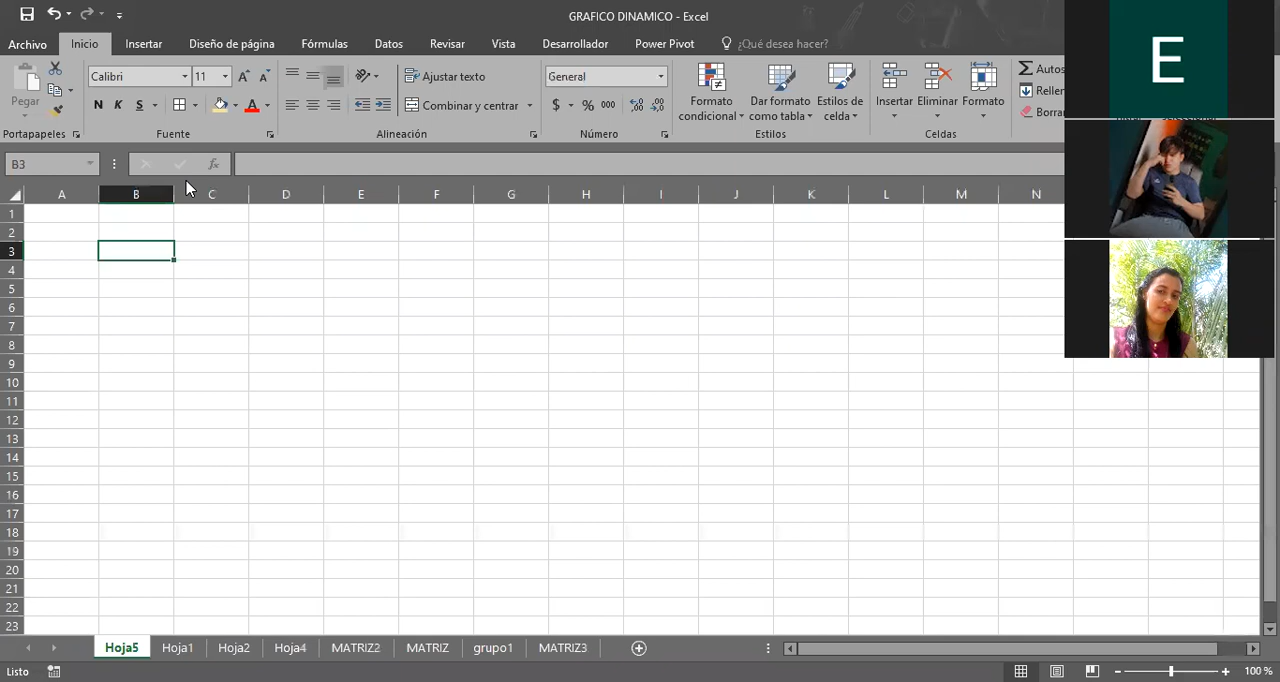 GRAFICO DINAMICO - Excel
E
Archivo Inicio Insertar Diseño de página Fórmulas Datos Revisar Vista Desarrollador Power Pivot ¿Qué desea hacer?
Pegar
Calibri 11
N K S
Ajustar texto
Combinar y centrar
General
$ % 000
Formato condicional
Dar formato como tabla
Estilos de celda
Insertar Eliminar Formato
Autos
Rellen
Borra
Portapapeles Fuente Alineación Número Estilos Celdas
B3 fx
A B C D E F G H I J K L M N
1
2
3
4
5
6
7
8
9
10
11
12
13
14
15
16
17
18
19
20
21
22
23
Hoja5 Hoja1 Hoja2 Hoja4 MATRIZ2 MATRIZ grupo1 MATRIZ3
Listo 100 %